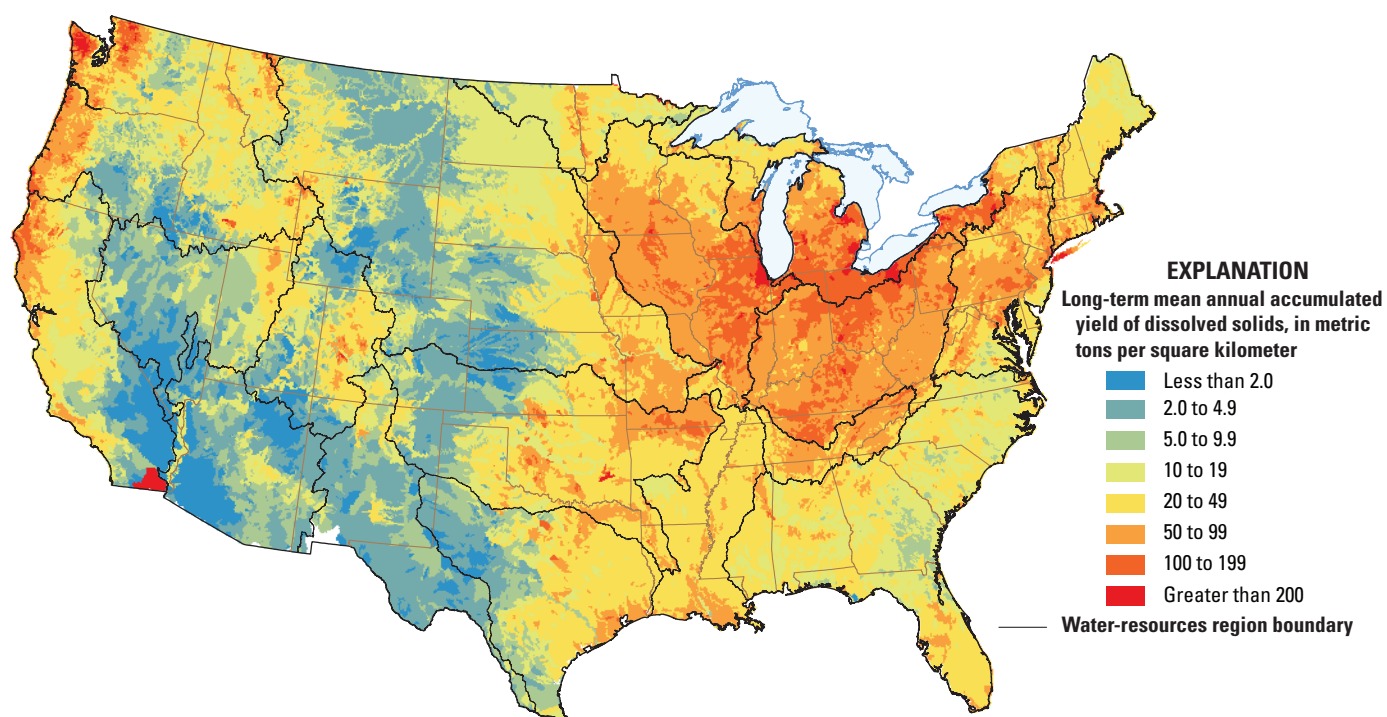 EXPLANATION
Long-term mean annual accumulated
yield of dissolved solids, in metric
tons per square kilometer
Less than 2.0
2.0 to 4.9
5.0 to 9.9
10 to 19
20 to 49
50 to 99
100 to 199
Greater than 200
Water-resources region boundary